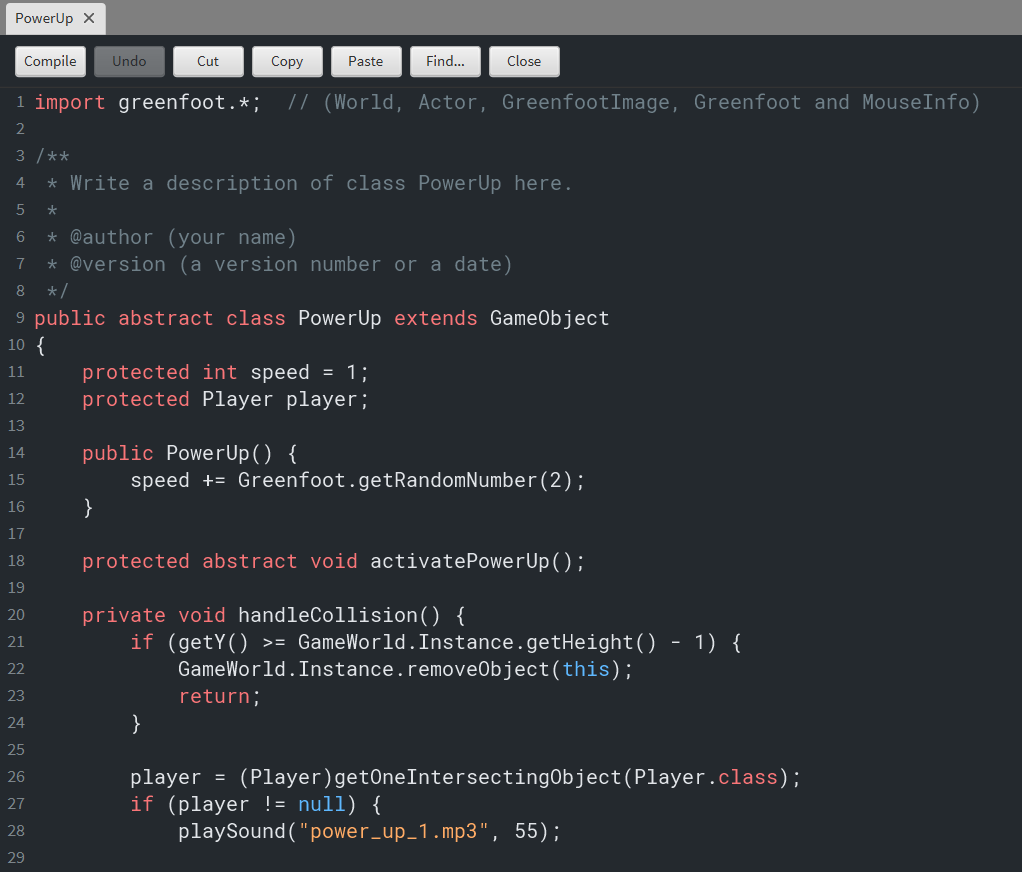 PowerUp ✕
Compile Undo Cut Copy Paste Find... Close
1 import greenfoot.*;  // (World, Actor, GreenfootImage, Greenfoot and MouseInfo)
2
3 /**
4  * Write a description of class PowerUp here.
5  *
6  * @author (your name)
7  * @version (a version number or a date)
8  */
9 public abstract class PowerUp extends GameObject
10 {
11     protected int speed = 1;
12     protected Player player;
13
14     public PowerUp() {
15         speed += Greenfoot.getRandomNumber(2);
16     }
17
18     protected abstract void activatePowerUp();
19
20     private void handleCollision() {
21         if (getY() >= GameWorld.Instance.getHeight() - 1) {
22             GameWorld.Instance.removeObject(this);
23             return;
24         }
25
26         player = (Player)getOneIntersectingObject(Player.class);
27         if (player != null) {
28             playSound("power_up_1.mp3", 55);
29